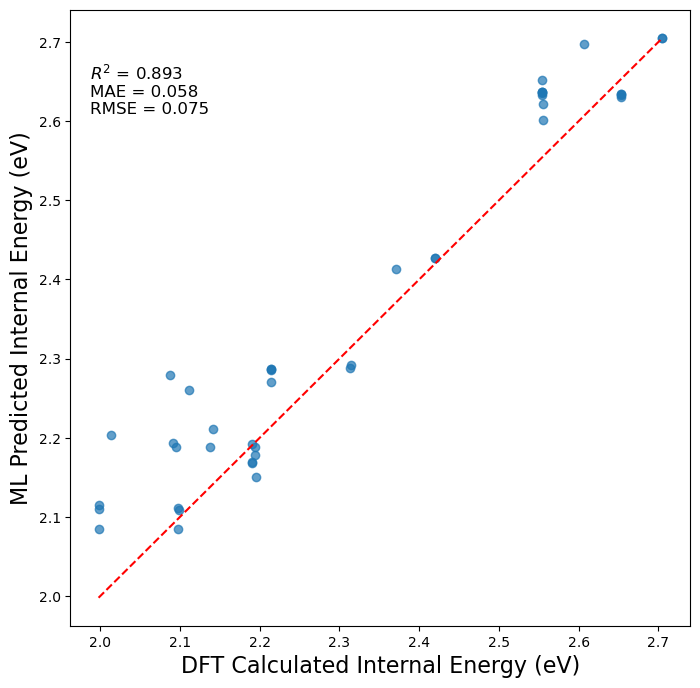 R² = 0.893
MAE = 0.058
RMSE = 0.075
ML Predicted Internal Energy (eV)
2.7
2.6
2.5
2.4
2.3
2.2
2.1
2.0
2.0 2.1 2.2 2.3 2.4 2.5 2.6 2.7
DFT Calculated Internal Energy (eV)